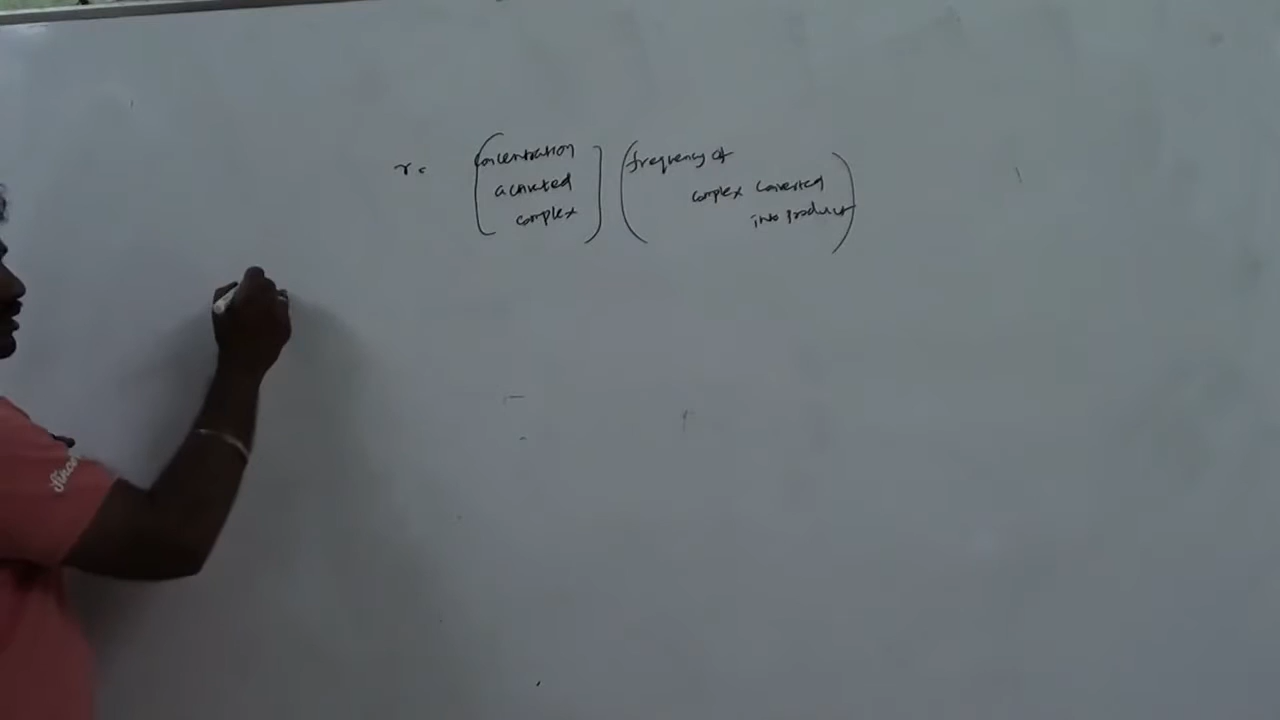 r = (concentration
activated
complex) (frequency of
complex converted
into product)